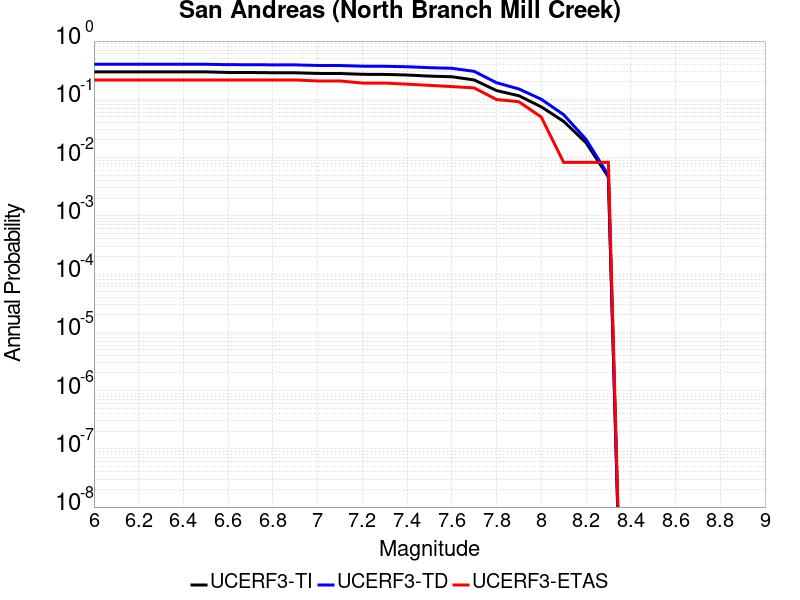 San Andreas (North Branch Mill Creek)
10^0
10^-1
10^-2
10^-3
10^-4
10^-5
10^-6
10^-7
10^-8
Annual Probability
6 6.2 6.4 6.6 6.8 7 7.2 7.4 7.6 7.8 8 8.2 8.4 8.6 8.8 9
Magnitude
UCERF3-TI UCERF3-TD UCERF3-ETAS